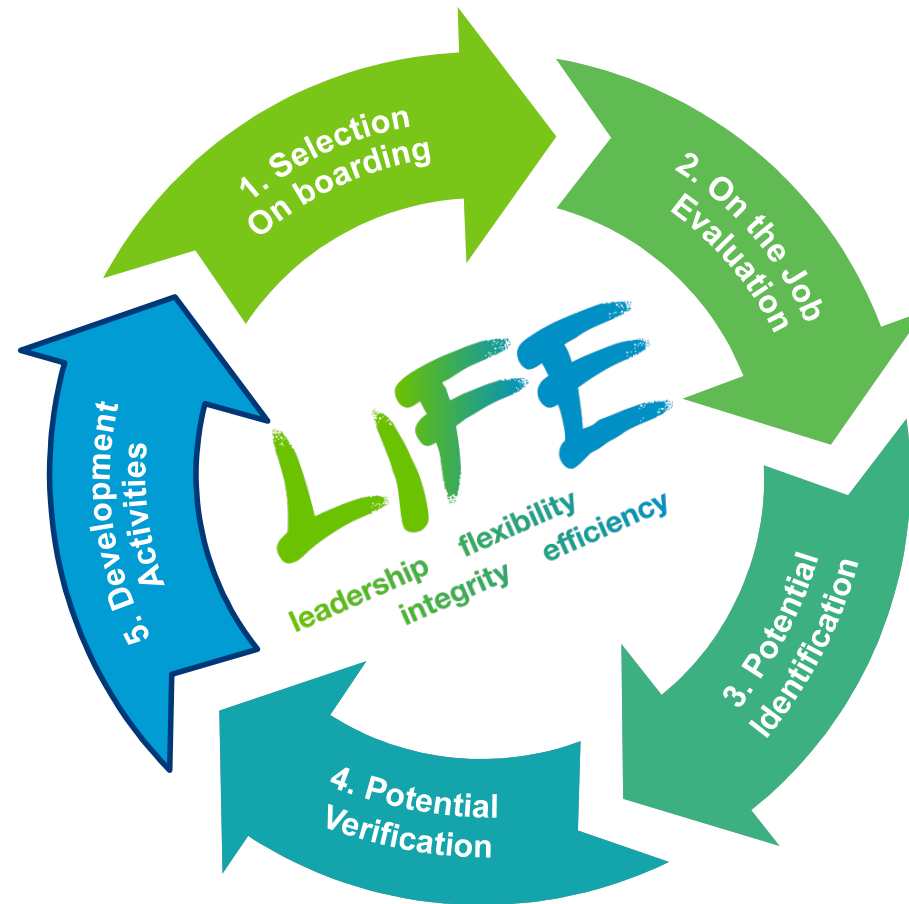 1. Selection
On boarding
2. On the Job
Evaluation
3. Potential
Identification
4. Potential
Verification
5. Development
Activities
LIFE
leadership flexibility
integrity efficiency